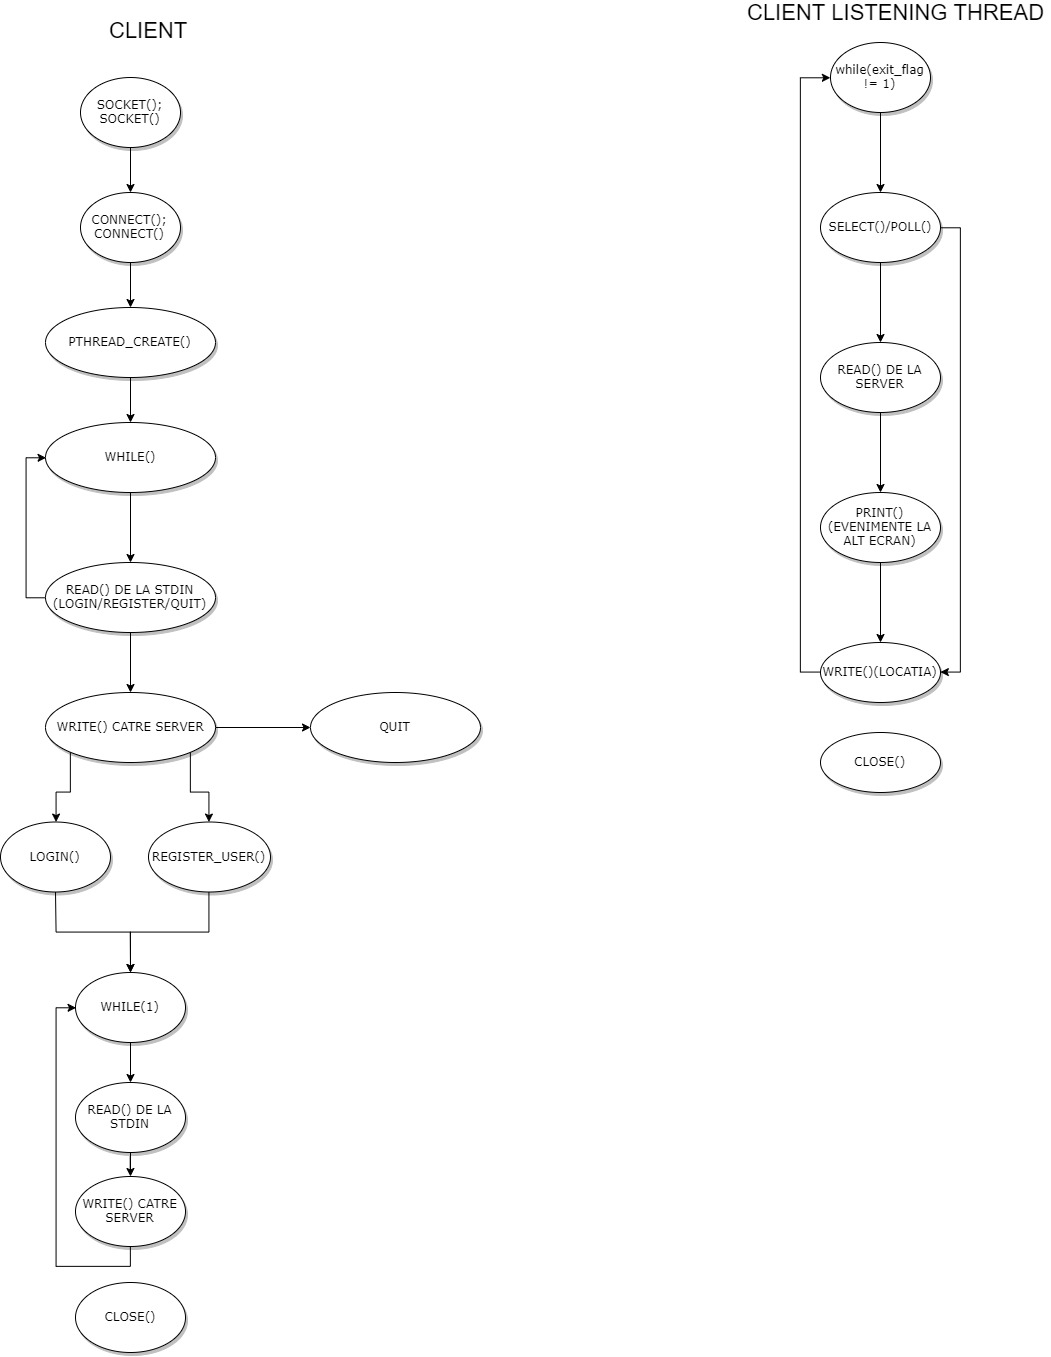 CLIENT
SOCKET();
SOCKET()
CONNECT();
CONNECT()
PTHREAD_CREATE()
WHILE()
READ() DE LA STDIN
(LOGIN/REGISTER/QUIT)
WRITE() CATRE SERVER
QUIT
LOGIN()
REGISTER_USER()
WHILE(1)
READ() DE LA
STDIN
WRITE() CATRE
SERVER
CLOSE()
CLIENT LISTENING THREAD
while(exit_flag
!= 1)
SELECT()/POLL()
READ() DE LA
SERVER
PRINT()
(EVENIMENTE LA
ALT ECRAN)
WRITE()(LOCATIA)
CLOSE()